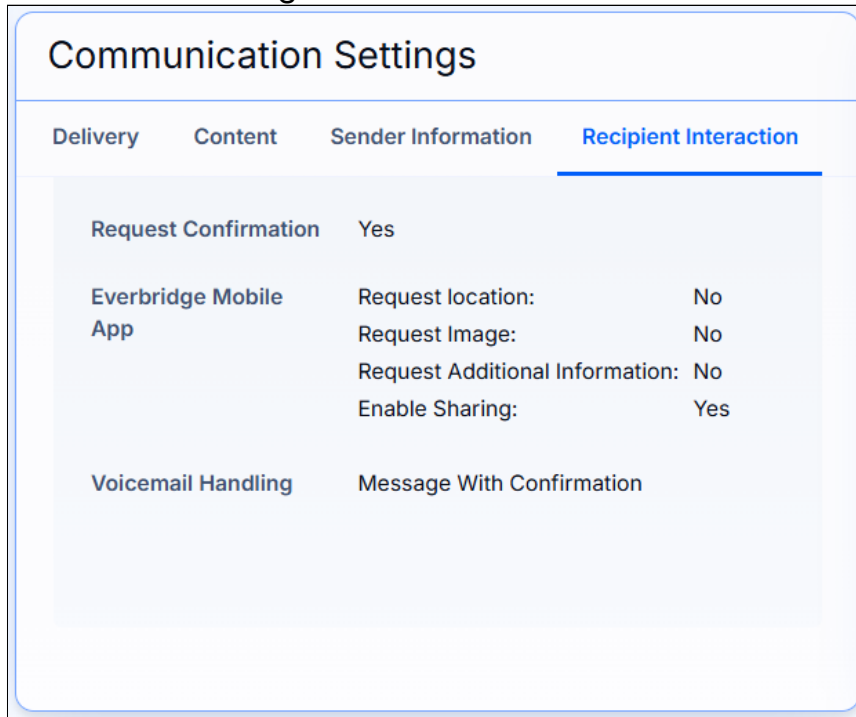 Communication Settings
Delivery Content Sender Information Recipient Interaction
Request Confirmation Yes
Everbridge Mobile App
Request location: No
Request Image: No
Request Additional Information: No
Enable Sharing: Yes
Voicemail Handling Message With Confirmation